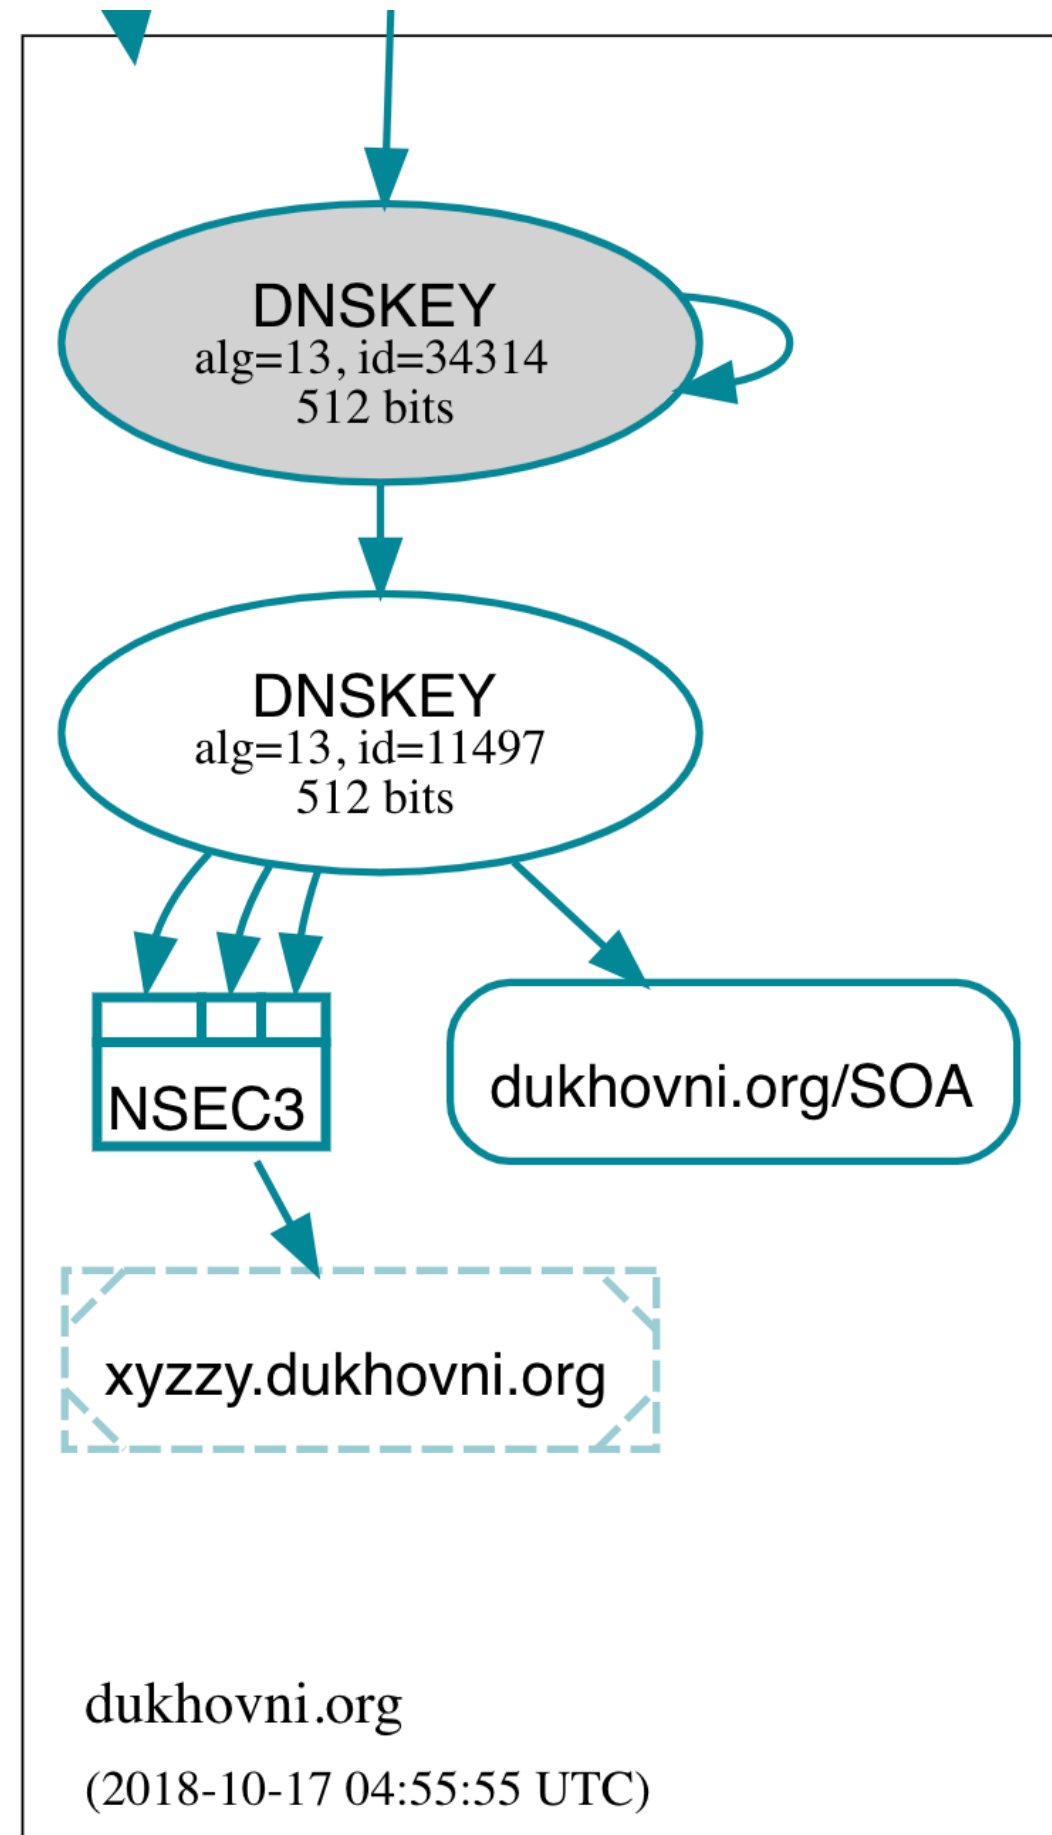 DNSKEY
alg=13, id=34314
512 bits
DNSKEY
alg=13, id=11497
512 bits
NSEC3
dukhovni.org/SOA
xyzzy.dukhovni.org
dukhovni.org
(2018-10-17 04:55:55 UTC)